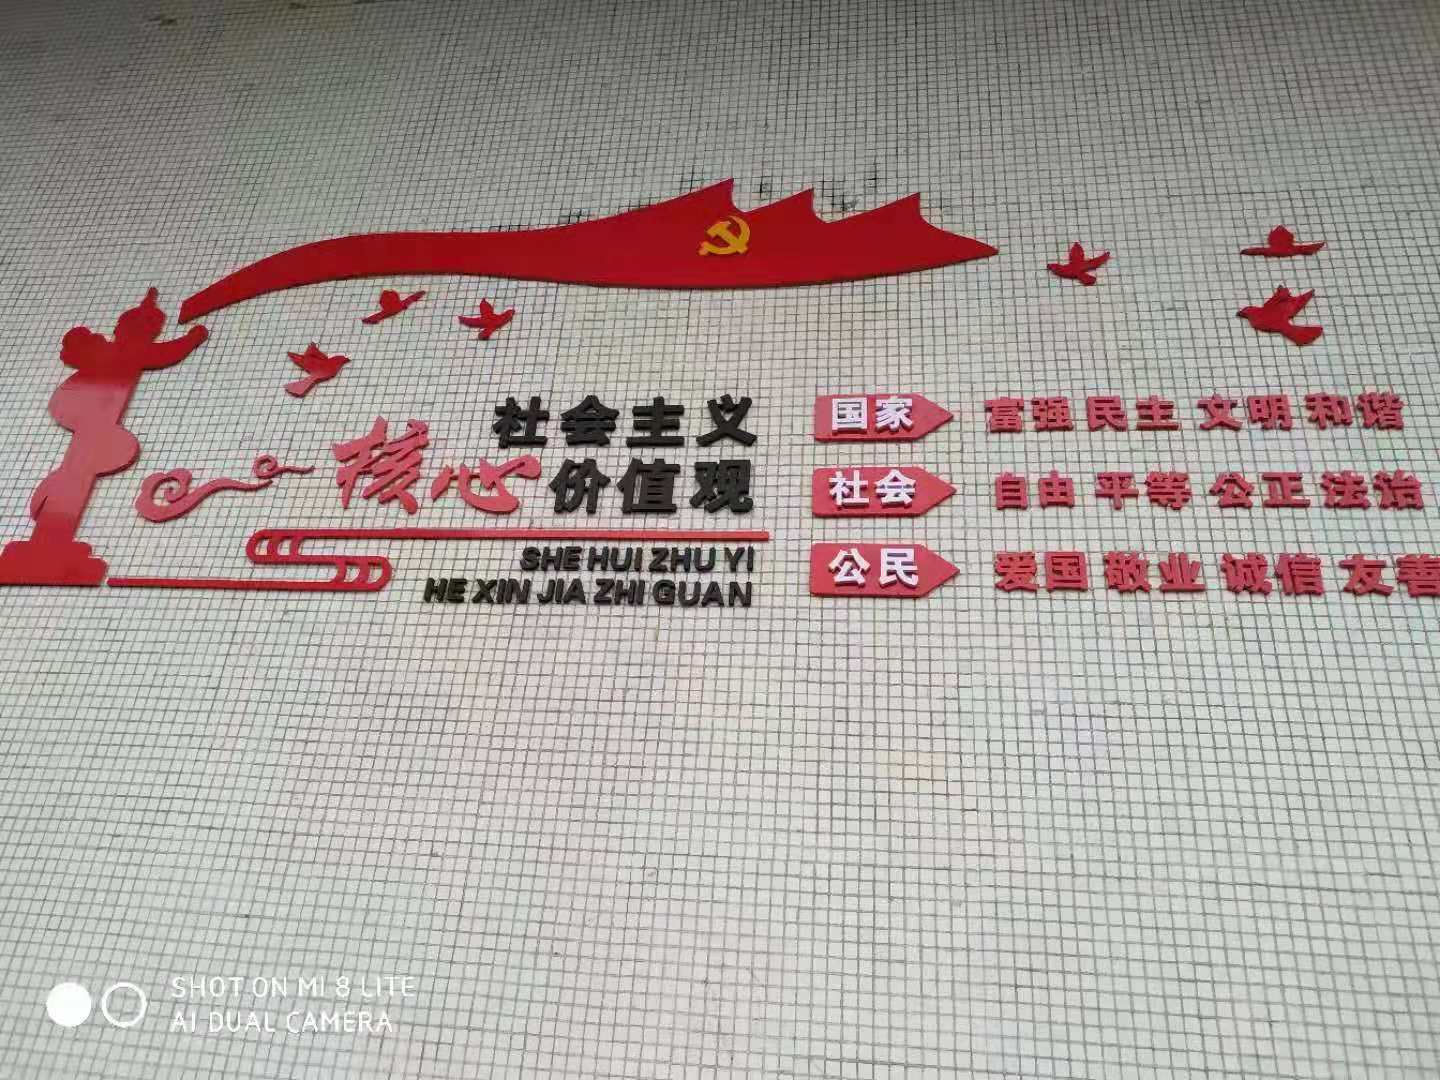 社会主义
核心价值观
SHE HUI ZHU YI
HE XIN JIA ZHI GUAN
国家 富强 民主 文明 和谐
社会 自由 平等 公正 法治
公民 爱国 敬业 诚信 友善
SHOT ON MI 8 LITE
AI DUAL CAMERA